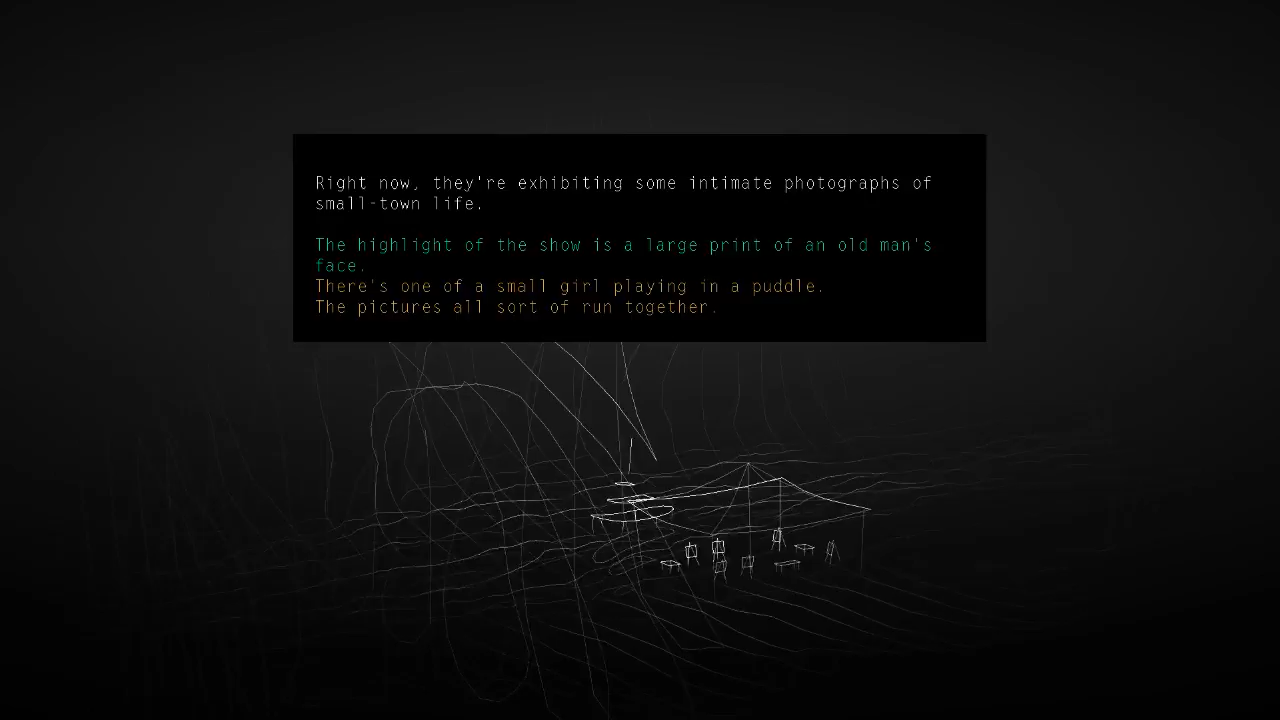 Right now, they're exhibiting some intimate photographs of
small-town life.
The highlight of the show is a large print of an old man's
face.
There's one of a small girl playing in a puddle.
The pictures all sort of run together.